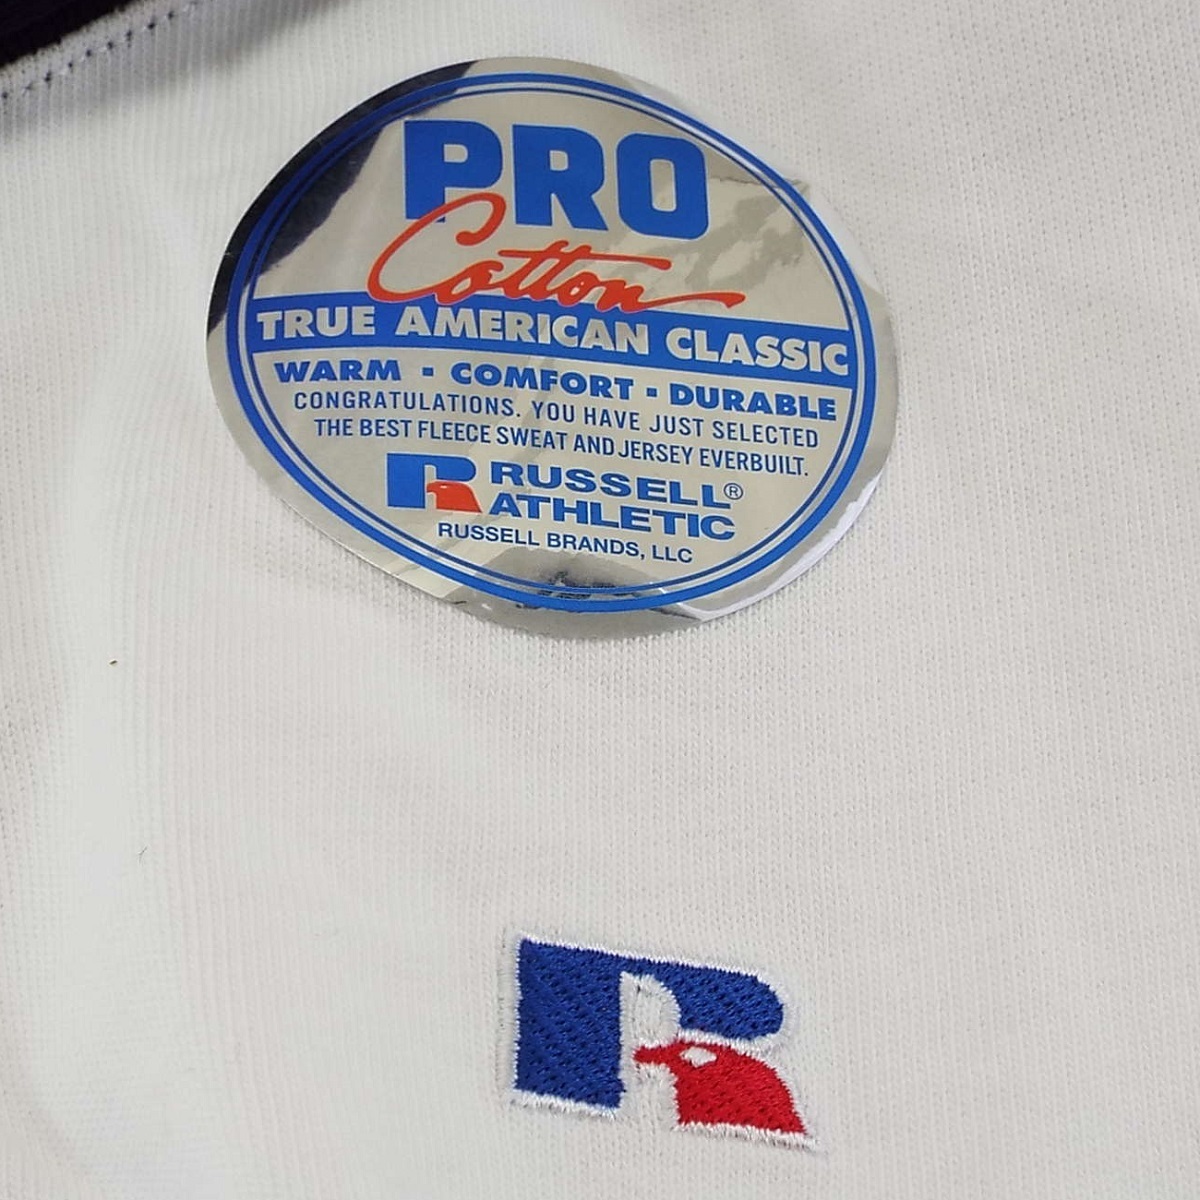 PRO
Cotton
TRUE AMERICAN CLASSIC
WARM ▪ COMFORT ▪ DURABLE
CONGRATULATIONS. YOU HAVE JUST SELECTED
THE BEST FLEECE SWEAT AND JERSEY EVERBUILT.
R RUSSELL®
ATHLETIC
RUSSELL BRANDS, LLC
R